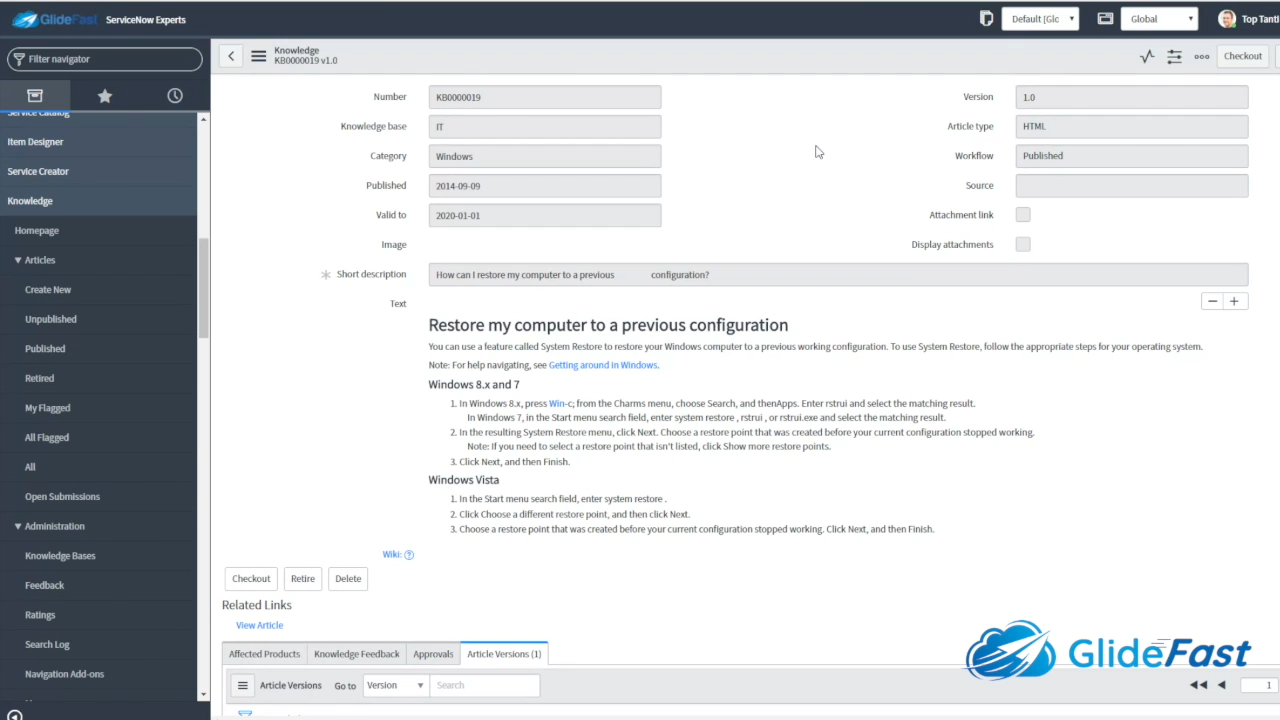 GlideFast ServiceNow Experts
Default [Glo
Global
Top Tanti
Filter navigator
Knowledge
KB0000019 v1.0
Checkout
Service Catalog
Item Designer
Service Creator
Knowledge
Homepage
Articles
Create New
Unpublished
Published
Retired
My Flagged
All Flagged
All
Open Submissions
Administration
Knowledge Bases
Feedback
Ratings
Search Log
Navigation Add-ons
Number KB0000019
Version 1.0
Knowledge base IT
Article type HTML
Category Windows
Workflow Published
Published 2014-09-09
Source
Valid to 2020-01-01
Attachment link
Image
Display attachments
Short description How can I restore my computer to a previous configuration?
Text
Restore my computer to a previous configuration
You can use a feature called System Restore to restore your Windows computer to a previous working configuration. To use System Restore, follow the appropriate steps for your operating system.
Note: For help navigating, see Getting around in Windows.
Windows 8.x and 7
1. In Windows 8.x, press Win-c; from the Charms menu, choose Search, and thenApps. Enter rstrui and select the matching result.
In Windows 7, in the Start menu search field, enter system restore , rstrui , or rstrui.exe and select the matching result.
2. In the resulting System Restore menu, click Next. Choose a restore point that was created before your current configuration stopped working.
Note: If you need to select a restore point that isn't listed, click Show more restore points.
3. Click Next, and then Finish.
Windows Vista
1. In the Start menu search field, enter system restore .
2. Click Choose a different restore point, and then click Next.
3. Choose a restore point that was created before your current configuration stopped working. Click Next, and then Finish.
Wiki:
Checkout Retire Delete
Related Links
View Article
Affected Products Knowledge Feedback Approvals Article Versions (1)
Article Versions Go to Version Search
1
GlideFast